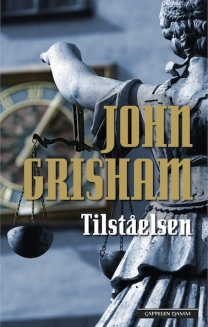 JOHN
GRISHAM
Tilståelsen
CAPPELEN DAMM